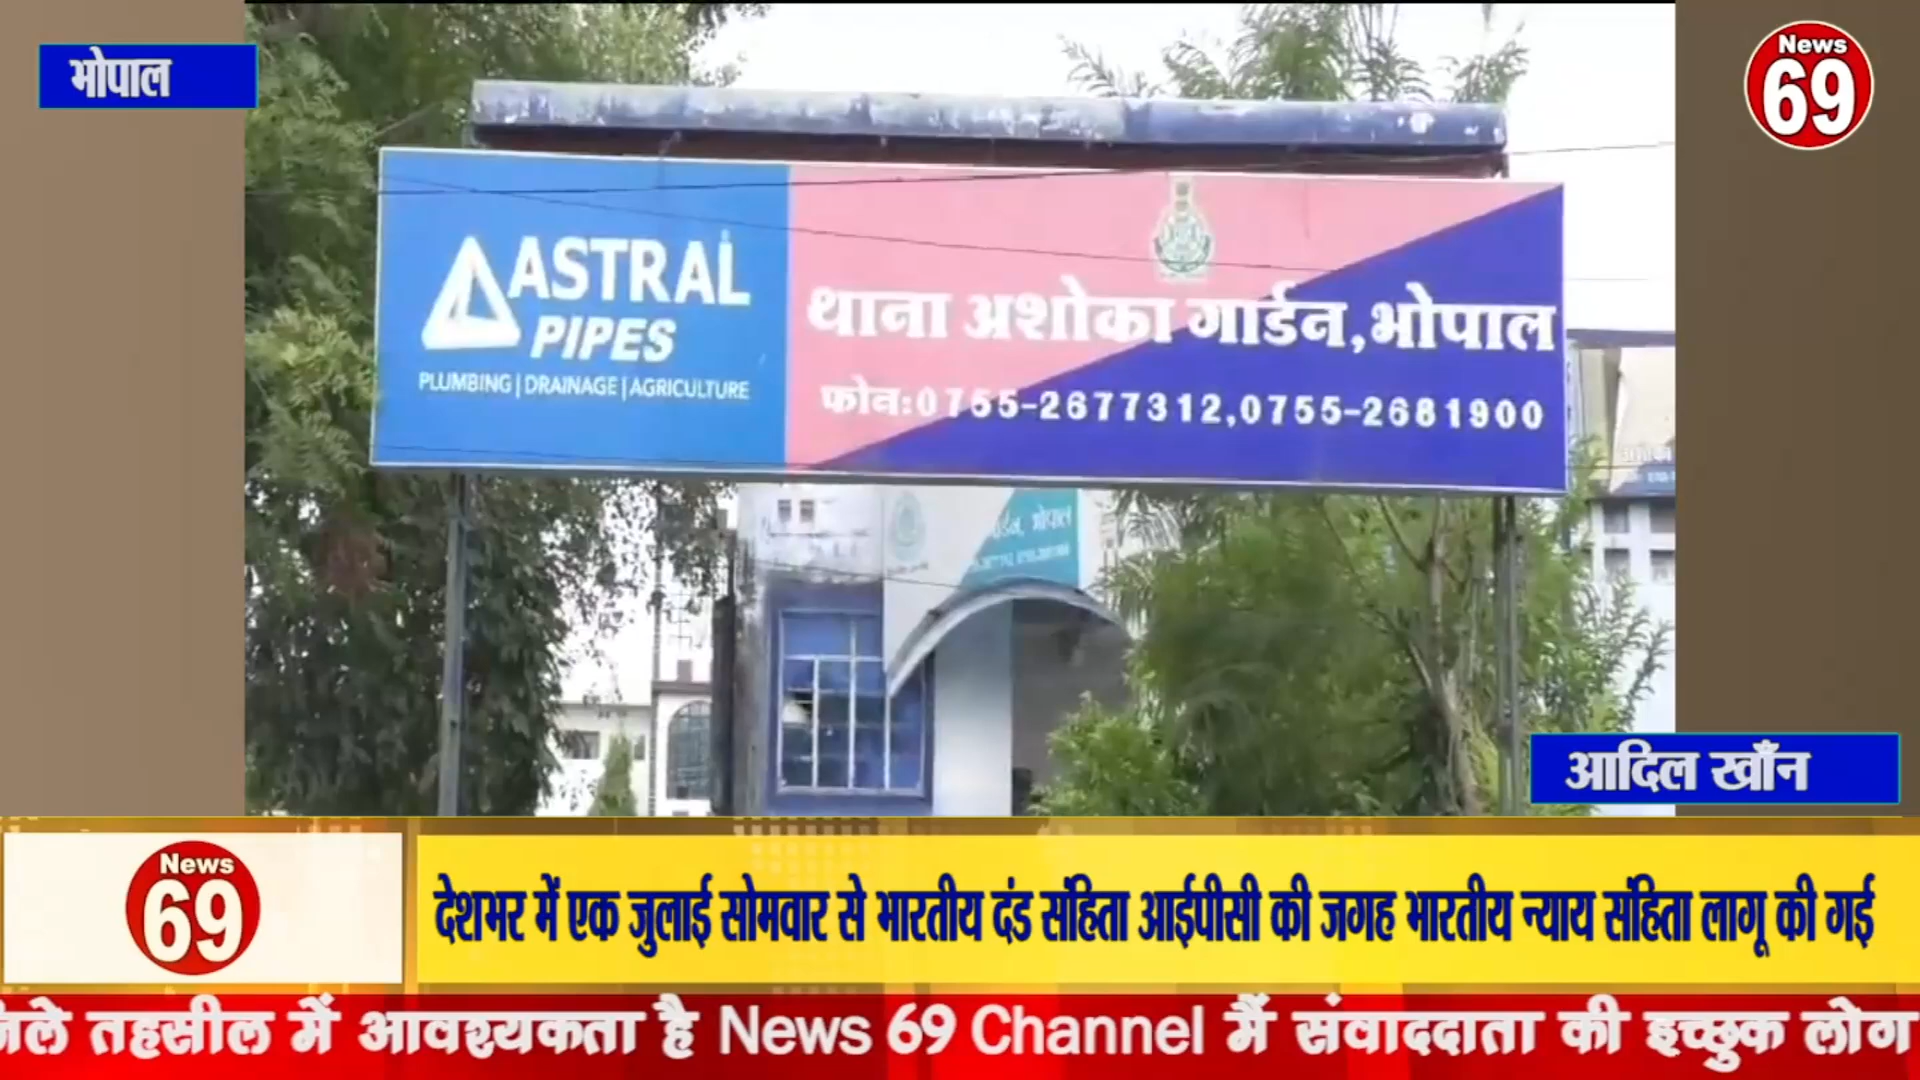 भोपाल
News
69
ASTRAL
PIPES
PLUMBING | DRAINAGE | AGRICULTURE
थाना अशोका गार्डन, भोपाल
फोन:0755-2677312,0755-2681900
र्डन, भोपाल
आदिल खाँन
News
69
देशभर में एक जुलाई सोमवार से भारतीय दंड संहिता आईपीसी की जगह भारतीय न्याय संहिता लागू की गई
तहसील में आवश्यकता है News 69 Channel मैं संवाददाता की इच्छुक लोग